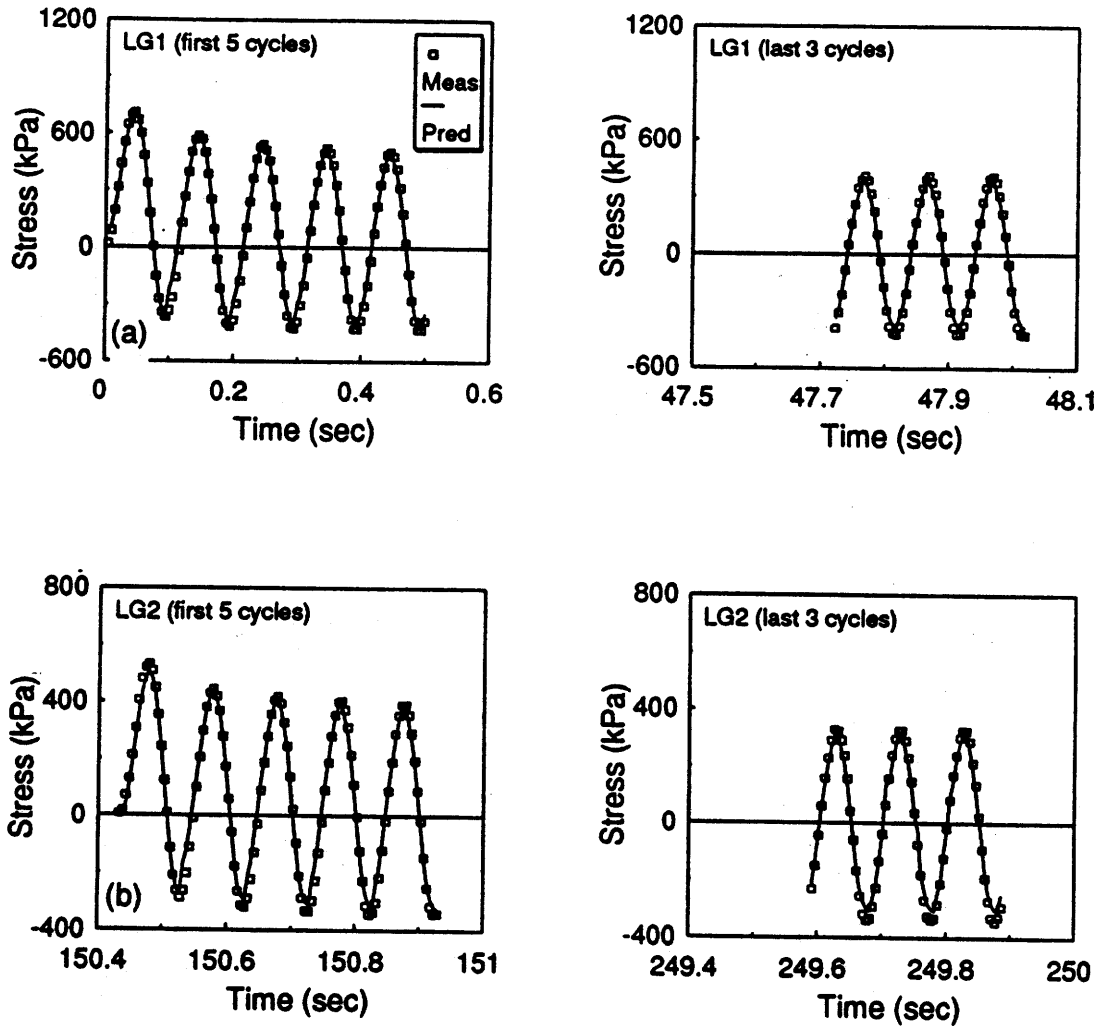 1200
LG1 (first 5 cycles)
Meas
Pred
600
0
-600
Stress (kPa)
(a)
0
0.2
0.4
0.6
Time (sec)
1200
LG1 (last 3 cycles)
600
0
-600
Stress (kPa)
47.5
47.7
47.9
48.1
Time (sec)
800
LG2 (first 5 cycles)
400
0
-400
Stress (kPa)
(b)
150.4
150.6
150.8
151
Time (sec)
800
LG2 (last 3 cycles)
400
0
-400
Stress (kPa)
249.4
249.6
249.8
250
Time (sec)